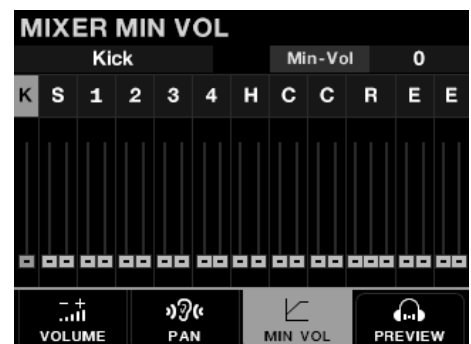 MIXER MIN VOL
Kick Min-Vol 0
K S 1 2 3 4 H C C R E E
VOLUME PAN MIN VOL PREVIEW